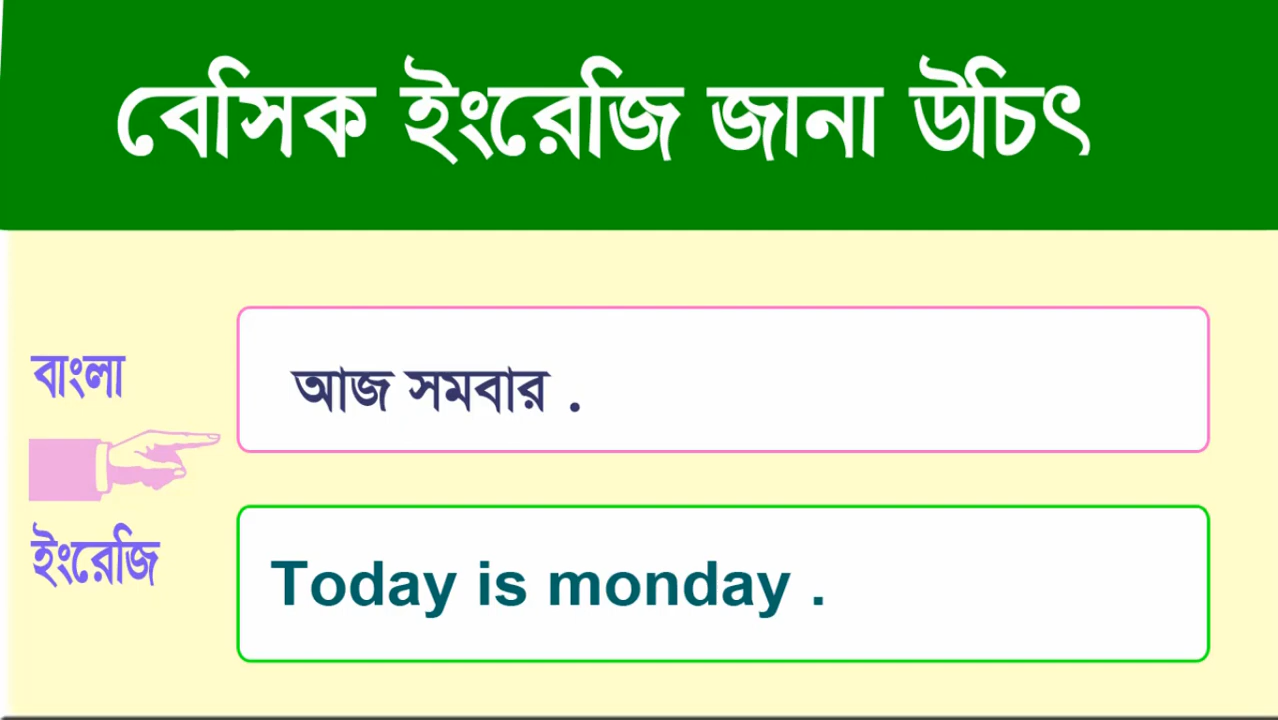 বেসিক ইংরেজি জানা উচিৎ
বাংলা
আজ সমবার .
ইংরেজি
Today is monday .